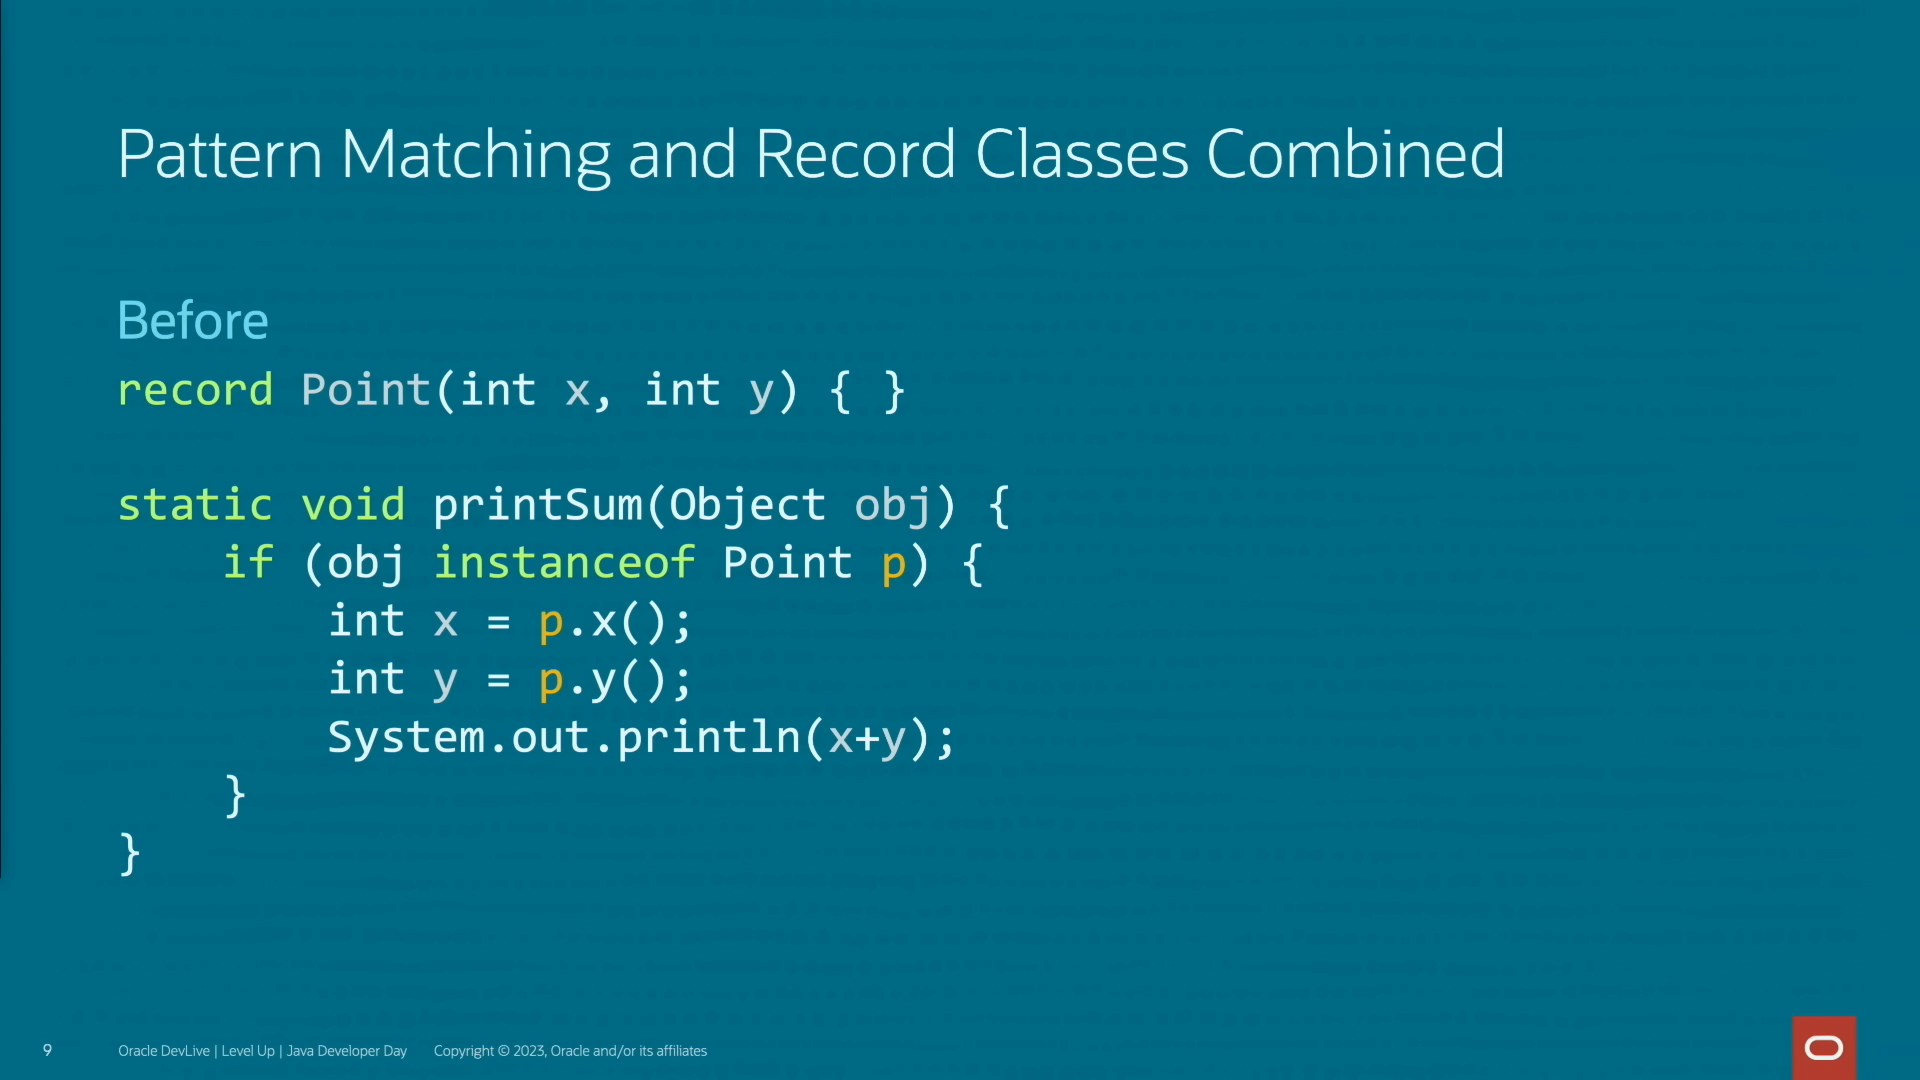 Pattern Matching and Record Classes Combined
Before
record Point(int x, int y) { }
static void printSum(Object obj) {
    if (obj instanceof Point p) {
        int x = p.x();
        int y = p.y();
        System.out.println(x+y);
    }
}
9 Oracle DevLive | Level Up | Java Developer Day Copyright © 2023, Oracle and/or its affiliates